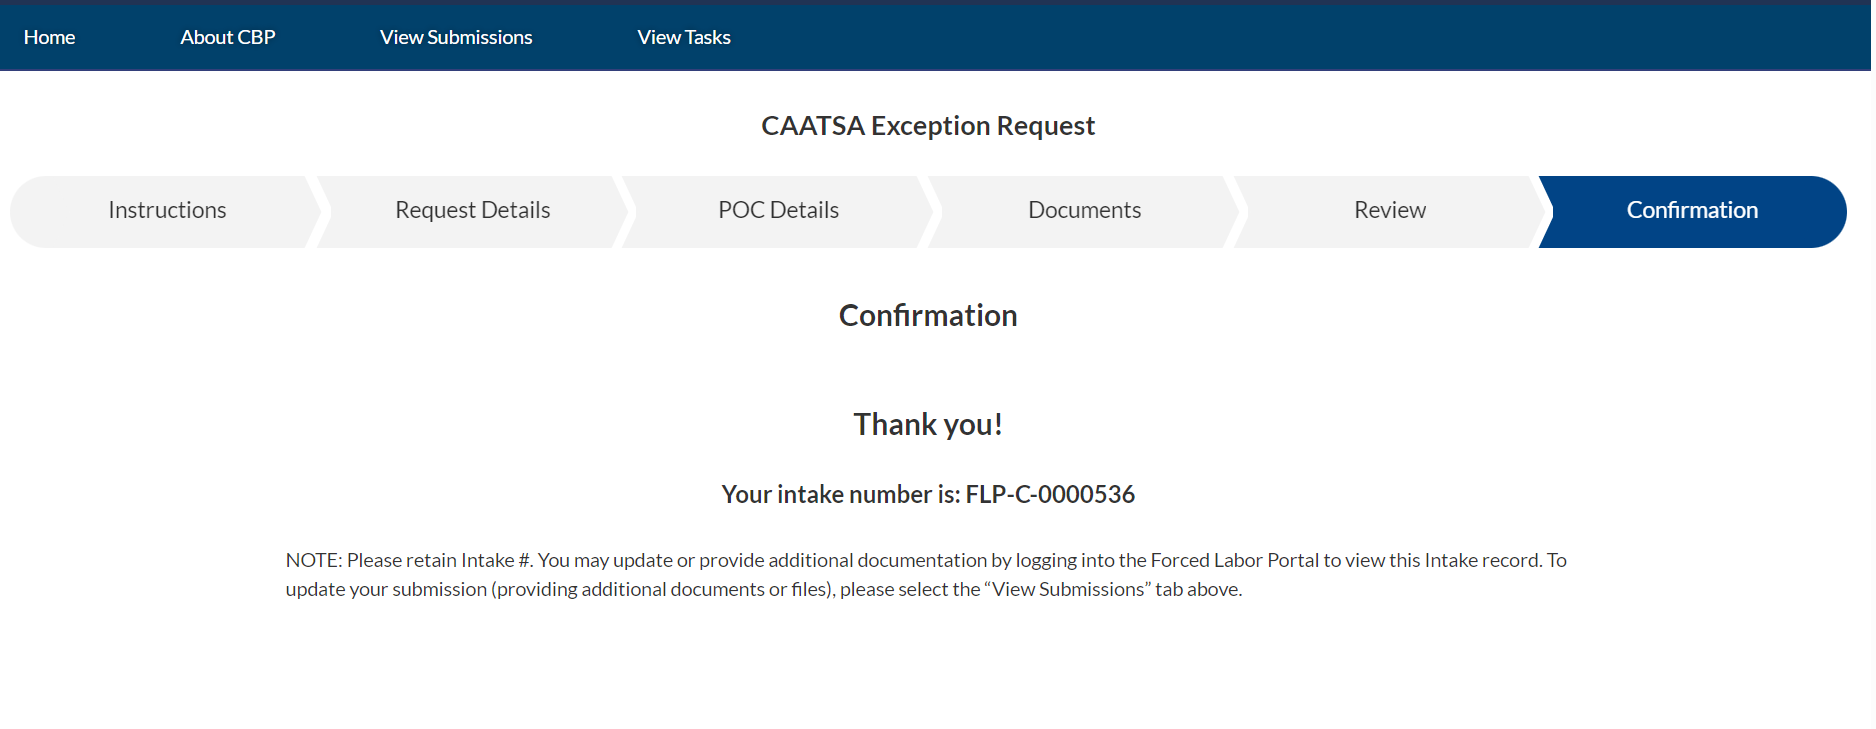 Home About CBP View Submissions View Tasks
CAATSA Exception Request
Instructions Request Details POC Details Documents Review Confirmation
Confirmation
Thank you!
Your intake number is: FLP-C-0000536
NOTE: Please retain Intake #. You may update or provide additional documentation by logging into the Forced Labor Portal to view this Intake record. To
update your submission (providing additional documents or files), please select the “View Submissions” tab above.